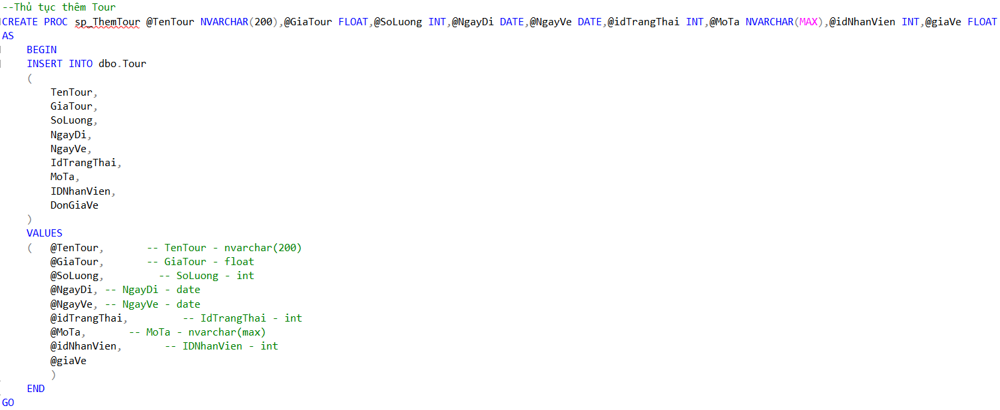 --Thủ tục thêm Tour
CREATE PROC sp_ThemTour @TenTour NVARCHAR(200),@GiaTour FLOAT,@SoLuong INT,@NgayDi DATE,@NgayVe DATE,@idTrangThai INT,@MoTa NVARCHAR(MAX),@idNhanVien INT,@giaVe FLOAT
AS
    BEGIN
    INSERT INTO dbo.Tour
    (
        TenTour,
        GiaTour,
        SoLuong,
        NgayDi,
        NgayVe,
        IdTrangThai,
        MoTa,
        IDNhanVien,
        DonGiaVe
    )
    VALUES
    (   @TenTour,       -- TenTour - nvarchar(200)
        @GiaTour,       -- GiaTour - float
        @SoLuong,         -- SoLuong - int
        @NgayDi, -- NgayDi - date
        @NgayVe, -- NgayVe - date
        @idTrangThai,         -- IdTrangThai - int
        @MoTa,       -- MoTa - nvarchar(max)
        @idNhanVien,       -- IDNhanVien - int
        @giaVe
        )
    END
GO